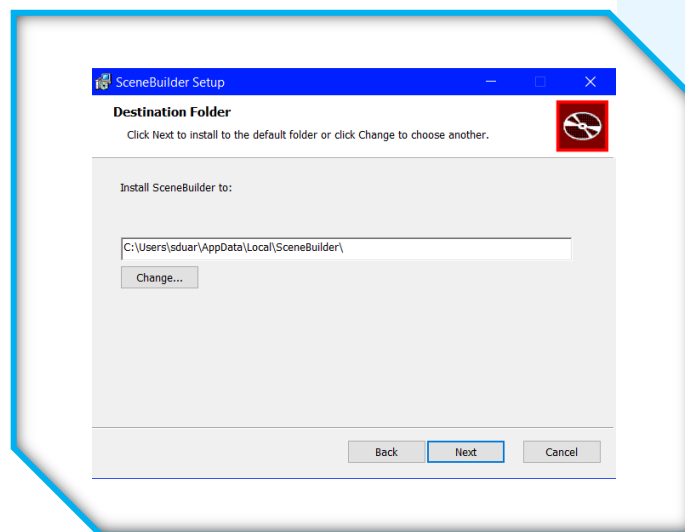 SceneBuilder Setup
Destination Folder
Click Next to install to the default folder or click Change to choose another.
Install SceneBuilder to:
C:\Users\sduar\AppData\Local\SceneBuilder\
Change...
Back Next Cancel